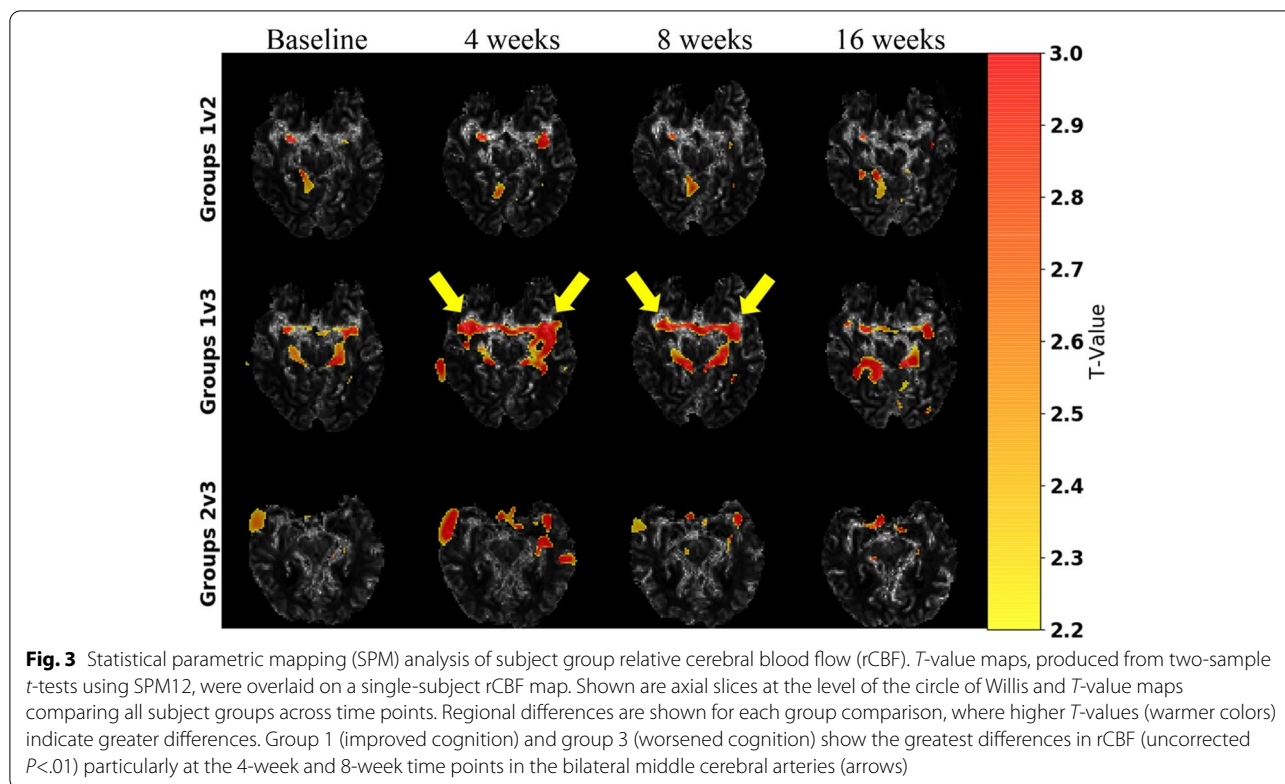 Baseline 4 weeks 8 weeks 16 weeks
Groups 1v2
Groups 1v3
Groups 2v3
3.0
2.9
2.8
2.7
2.6
2.5
2.4
2.3
2.2
T-Value
Fig. 3 Statistical parametric mapping (SPM) analysis of subject group relative cerebral blood flow (rCBF). T-value maps, produced from two-sample
t-tests using SPM12, were overlaid on a single-subject rCBF map. Shown are axial slices at the level of the circle of Willis and T-value maps
comparing all subject groups across time points. Regional differences are shown for each group comparison, where higher T-values (warmer colors)
indicate greater differences. Group 1 (improved cognition) and group 3 (worsened cognition) show the greatest differences in rCBF (uncorrected
P<.01) particularly at the 4-week and 8-week time points in the bilateral middle cerebral arteries (arrows)